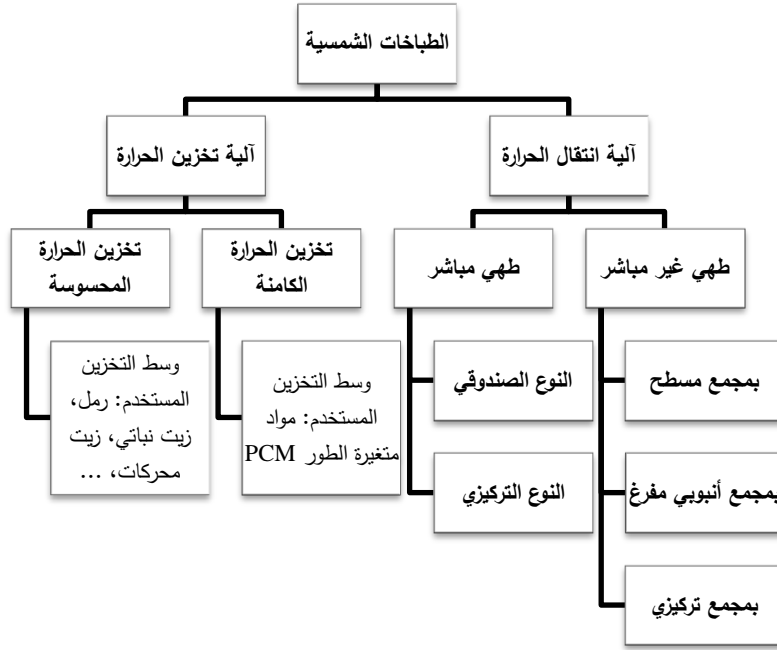 الطباخات الشمسية
آلية انتقال الحرارة
آلية تخزين الحرارة
طهي غير مباشر
طهي مباشر
تخزين الحرارة
الكامنة
تخزين الحرارة
المحسوسة
بمجمع مسطح
بمجمع أنبوبي مفرغ
بمجمع تركيزي
النوع الصندوقي
النوع التركيزي
وسط التخزين
المستخدم: مواد
متغيرة الطور PCM
وسط التخزين
المستخدم: رمل،
زيت نباتي، زيت
محركات، ...